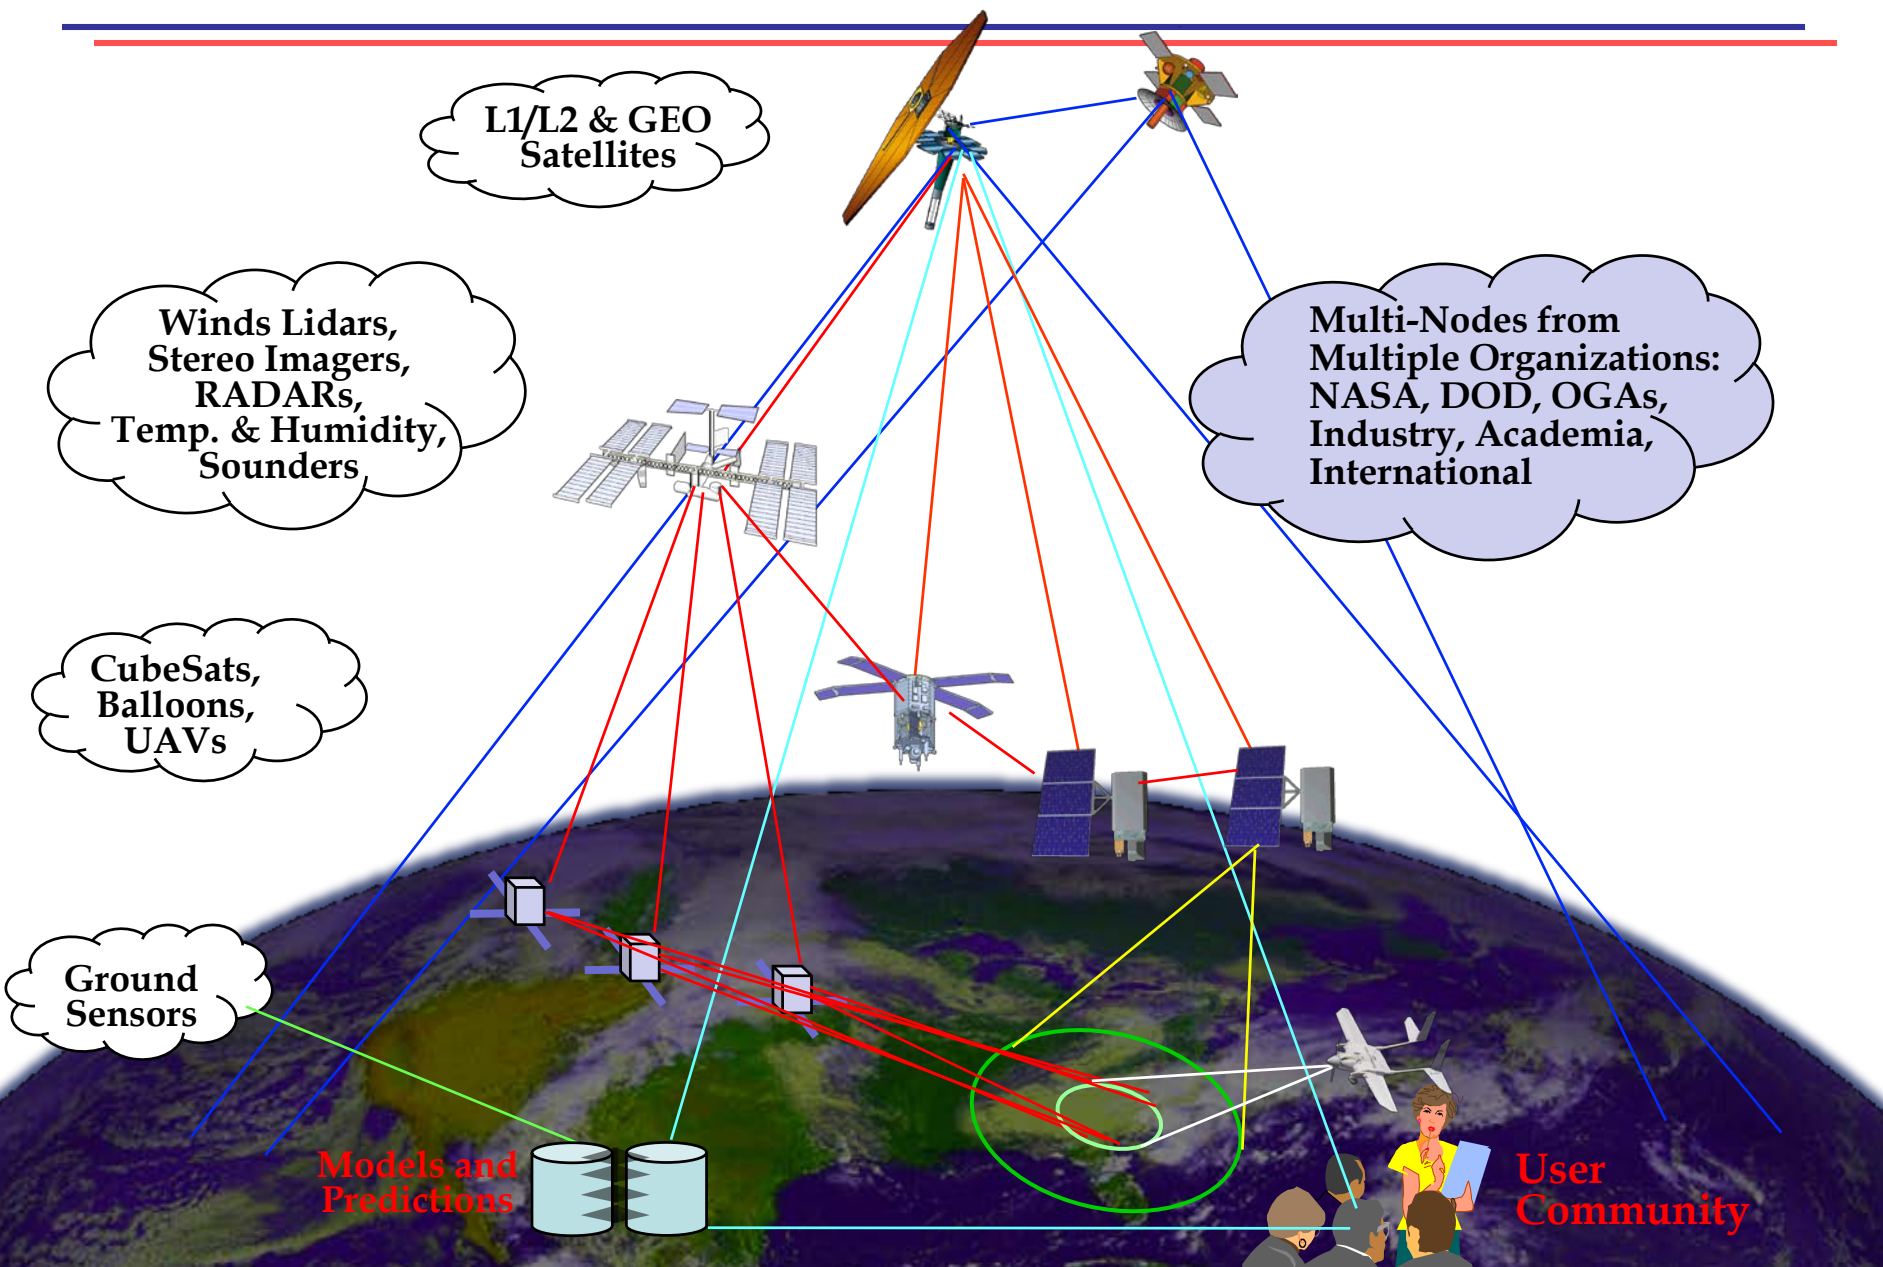 L1/L2 & GEO
Satellites
Winds Lidars,
Stereo Imagers,
RADARs,
Temp. & Humidity,
Sounders
Multi-Nodes from
Multiple Organizations:
NASA, DOD, OGAs,
Industry, Academia,
International
CubeSats,
Balloons,
UAVs
Ground
Sensors
Models and
Predictions
User
Community